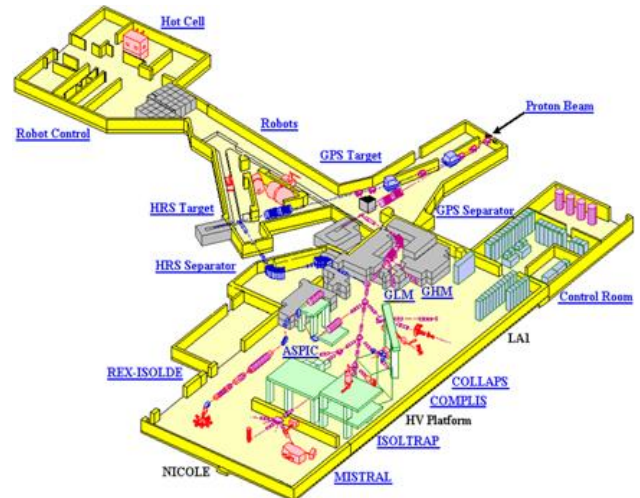 Hot Cell
Proton Beam
Robot Control
Robots
GPS Target
HRS Target
GPS Separator
HRS Separator
GLM
GHM
Control Room
ASPIC
LA1
REX-ISOLDE
COLLAPS
COMPLIS
HV Platform
ISOLTRAP
NICOLE
MISTRAL